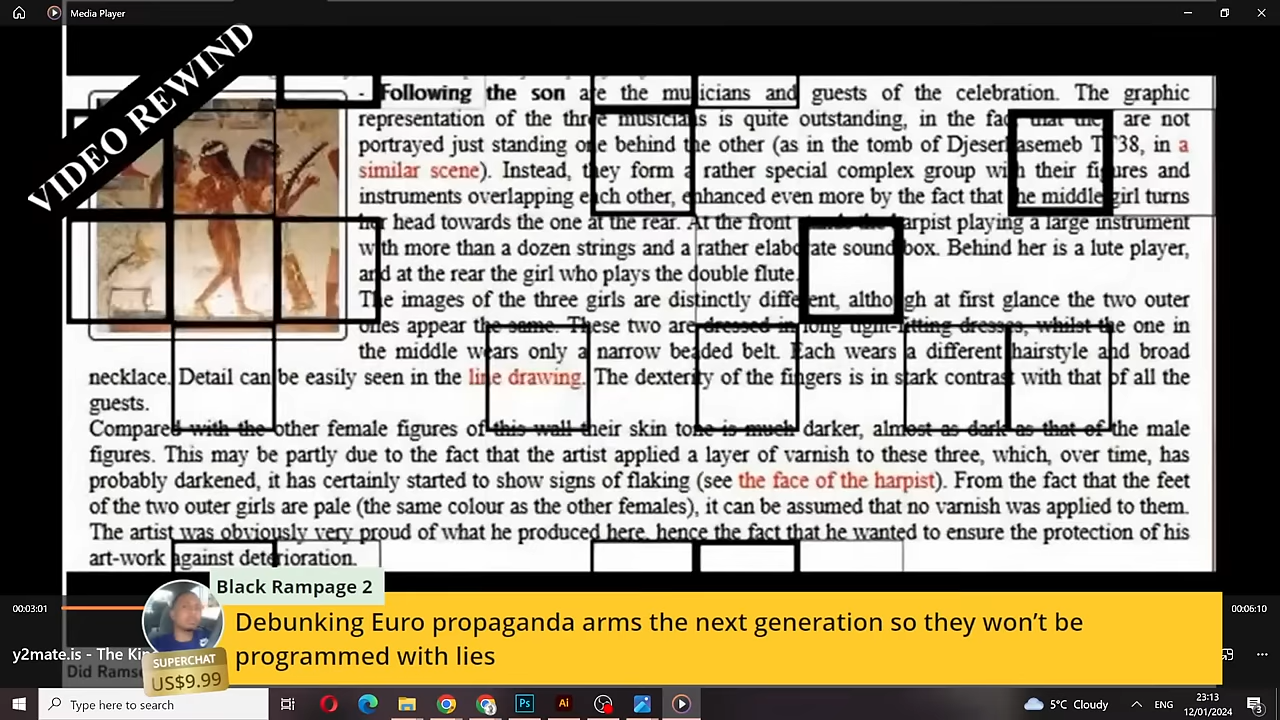 Media Player
VIDEO REWIND
- Following the son are the musicians and guests of the celebration. The graphic
representation of the three musicians is quite outstanding, in the fact that they are not
portrayed just standing one behind the other (as in the tomb of Djeserkasemeb TT38, in a
similar scene). Instead, they form a rather special complex group with their figures and
instruments overlapping each other, enhanced even more by the fact that the middle girl turns
her head towards the one at the rear. At the front stands the harpist playing a large instrument
with more than a dozen strings and a rather elaborate sound box. Behind her is a lute player,
and at the rear the girl who plays the double flute.
The images of the three girls are distinctly different, although at first glance the two outer
ones appear the same. These two are dressed in long tight-fitting dresses, whilst the one in
the middle wears only a narrow beaded belt. Each wears a different hairstyle and broad
necklace. Detail can be easily seen in the line drawing. The dexterity of the fingers is in stark contrast with that of all the
guests.
Compared with the other female figures of this wall their skin tone is much darker, almost as dark as that of the male
figures. This may be partly due to the fact that the artist applied a layer of varnish to these three, which, over time, has
probably darkened, it has certainly started to show signs of flaking (see the face of the harpist). From the fact that the feet
of the two outer girls are pale (the same colour as the other females), it can be assumed that no varnish was applied to them.
The artist was obviously very proud of what he produced here, hence the fact that he wanted to ensure the protection of his
art-work against deterioration.
Black Rampage 2
00:03:01
00:06:10
Debunking Euro propaganda arms the next generation so they won't be
programmed with lies
y2mate.is - The Kin
SUPERCHAT
US$9.99
Did Rams
Type here to search
Ps
Ai
5°C Cloudy
ENG
23:13
12/01/2024
3